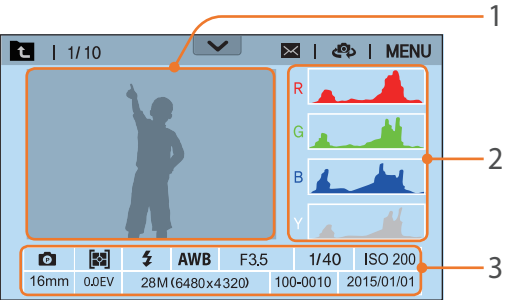 1
1/10 MENU
R
G
B
Y
2
P AWB F3.5 1/40 ISO 200
16mm 0.0EV 28M (6480x4320) 100-0010 2015/01/01
3